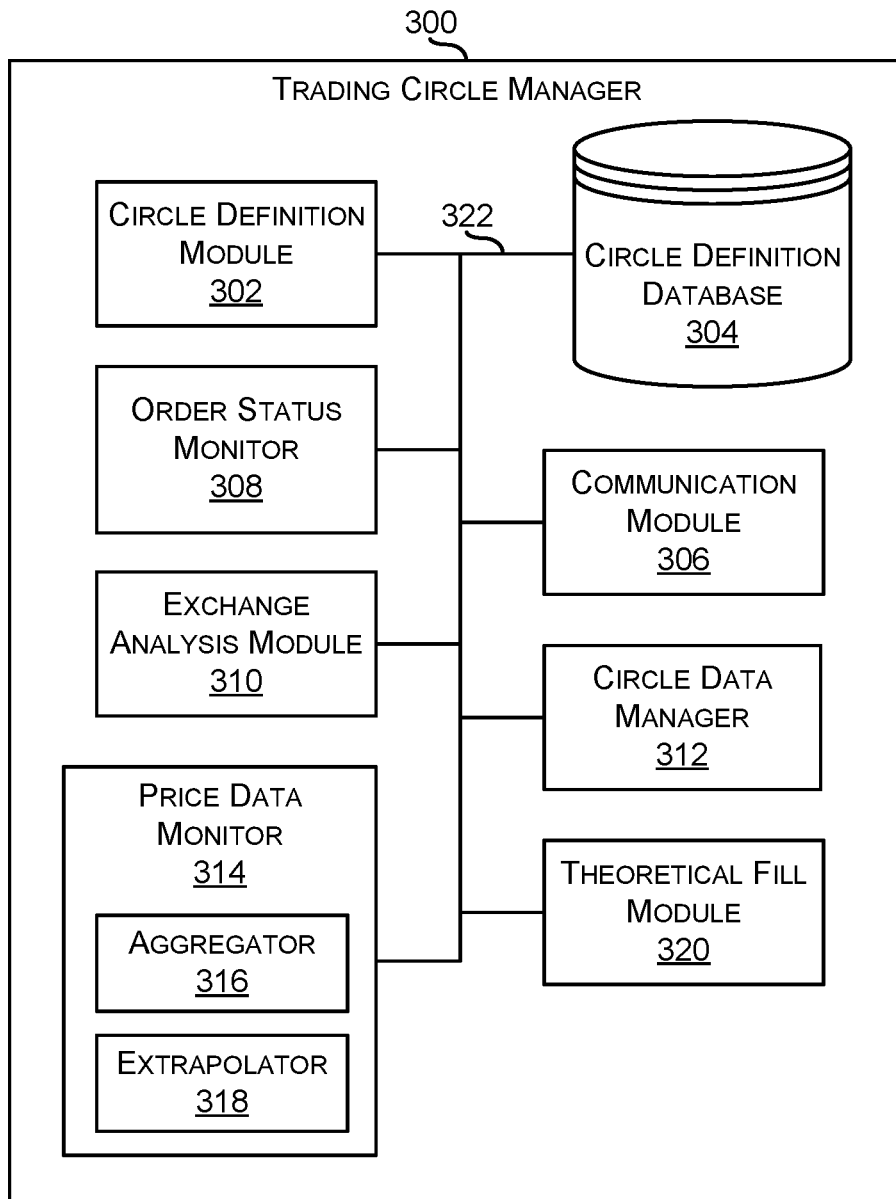 300
TRADING CIRCLE MANAGER
CIRCLE DEFINITION
MODULE
302
322
CIRCLE DEFINITION
DATABASE
304
ORDER STATUS
MONITOR
308
COMMUNICATION
MODULE
306
EXCHANGE
ANALYSIS MODULE
310
CIRCLE DATA
MANAGER
312
PRICE DATA
MONITOR
314
AGGREGATOR
316
EXTRAPOLATOR
318
THEORETICAL FILL
MODULE
320